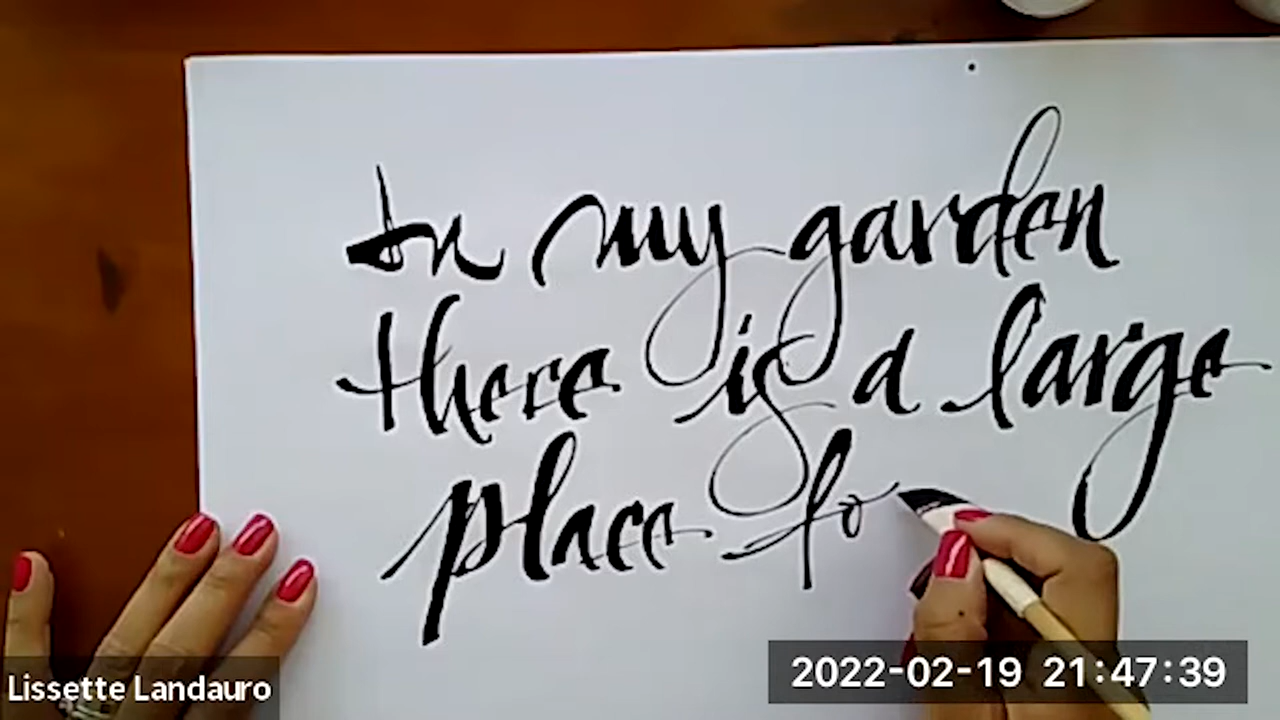 In my garden
there is a large
place fo
Lissette Landauro
2022-02-19 21:47:39